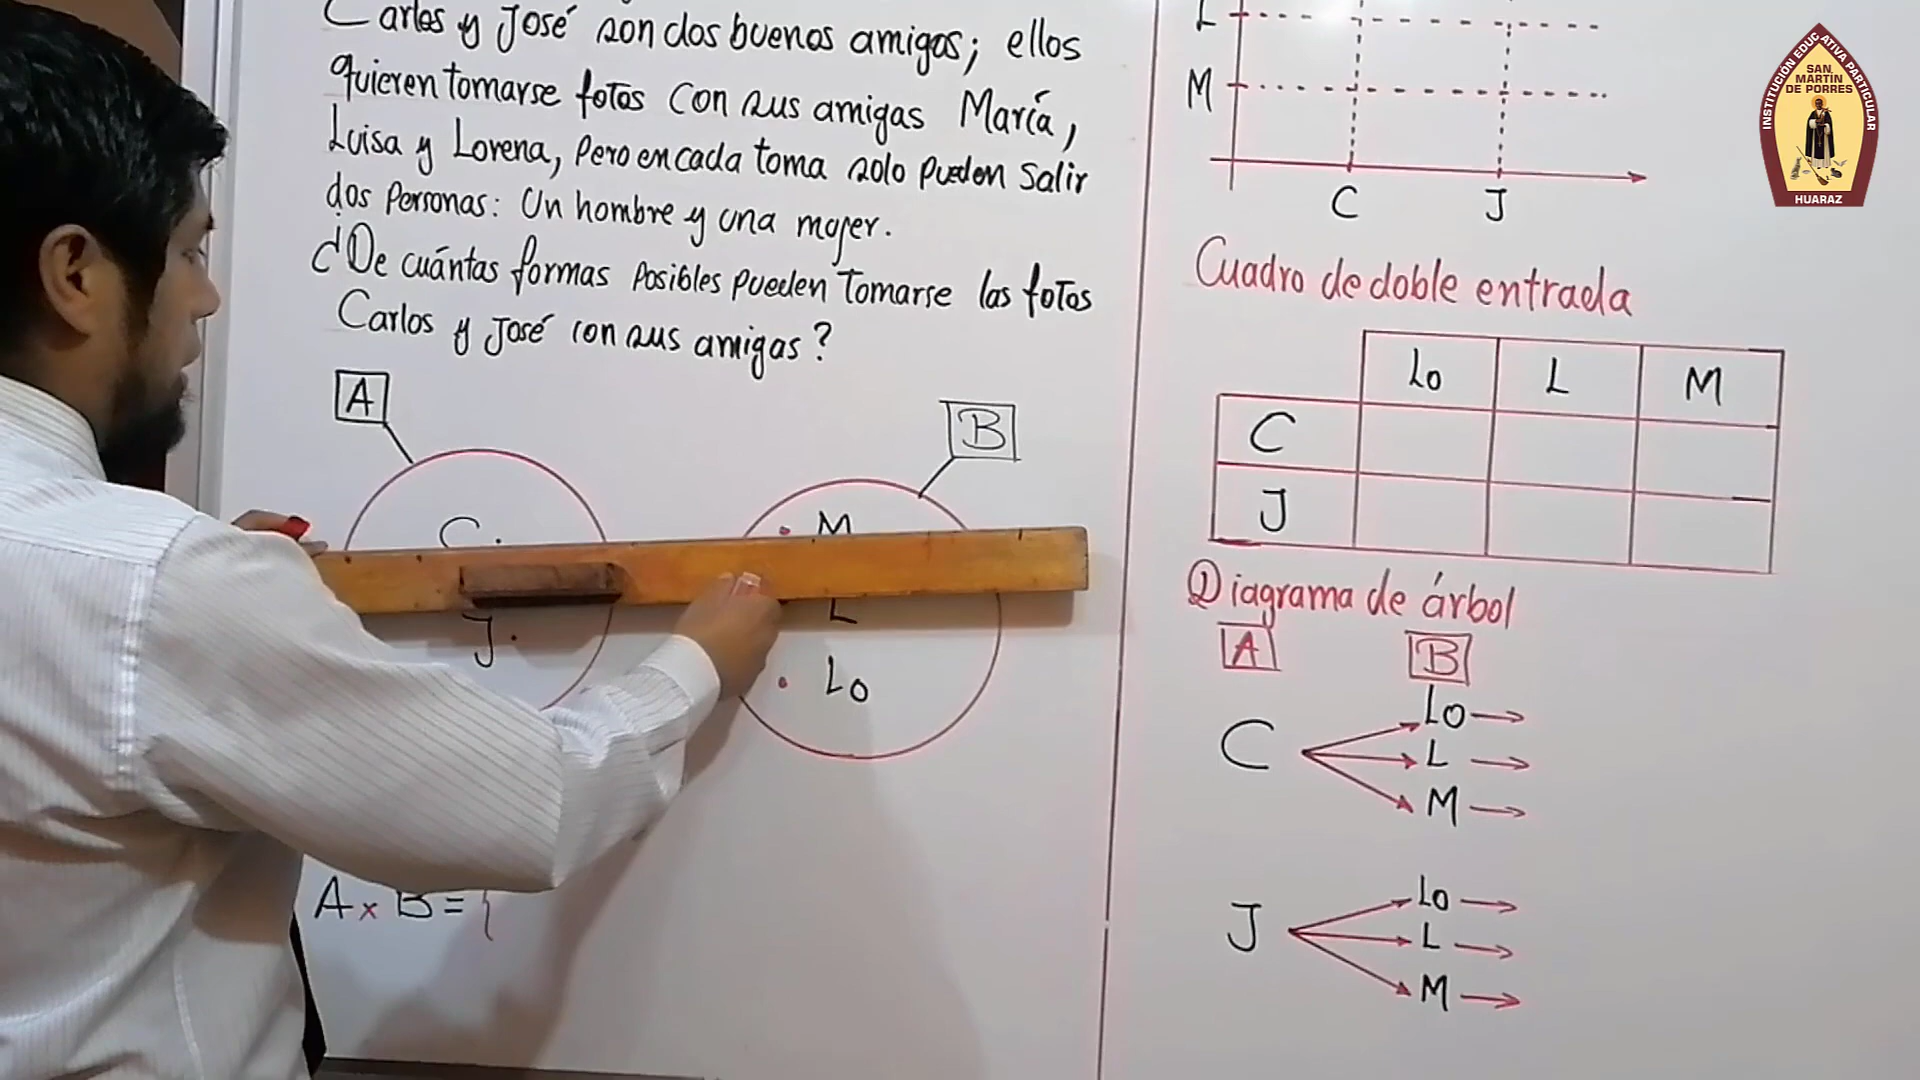 Carlos y José son dos buenos amigos; ellos
quieren tomarse fotos con sus amigas María,
Luisa y Lorena, Pero en cada toma solo pueden salir
dos personas: Un hombre y una mujer.
¿De cuántas formas posibles pueden tomarse las fotos
Carlos y José con sus amigas?
A
B
C.
J.
M
L
Lo
A x B = {
L
M
C J
Cuadro de doble entrada
Lo L M
C
J
Diagrama de árbol
A B
Lo
C L
M
Lo
J L
M
INSTITUCIÓN EDUCATIVA PARTICULAR
SAN
MARTÍN
DE PORRES
HUARAZ